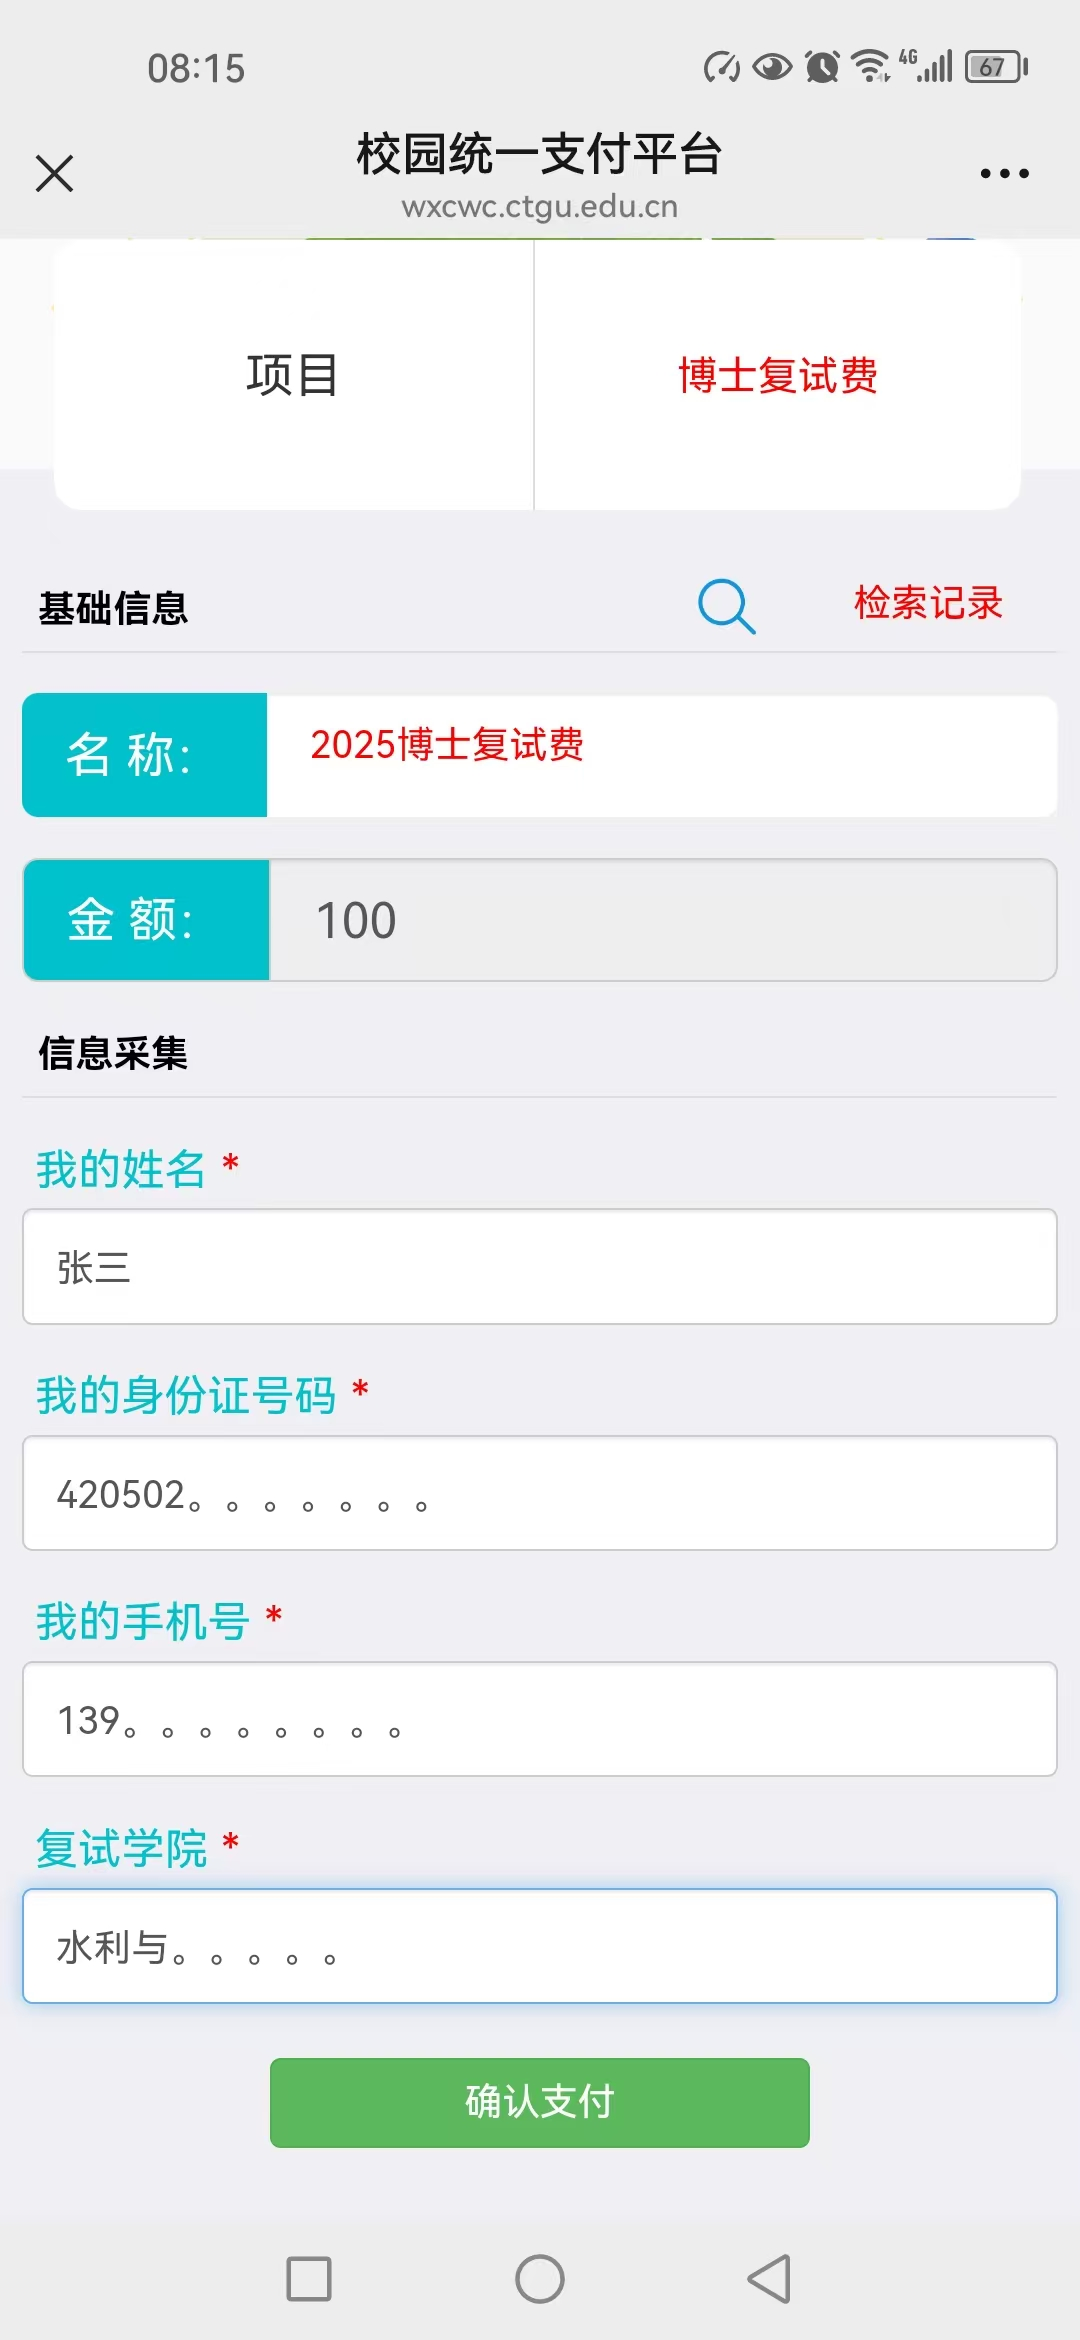 08:15
4G
67
校园统一支付平台
wxcwc.ctgu.edu.cn
项目
博士复试费
基础信息
检索记录
名 称:
2025博士复试费
金 额:
100
信息采集
我的姓名 *
张三
我的身份证号码 *
420502。。。。。。。
我的手机号 *
139。。。。。。。。
复试学院 *
水利与。。。。。
确认支付